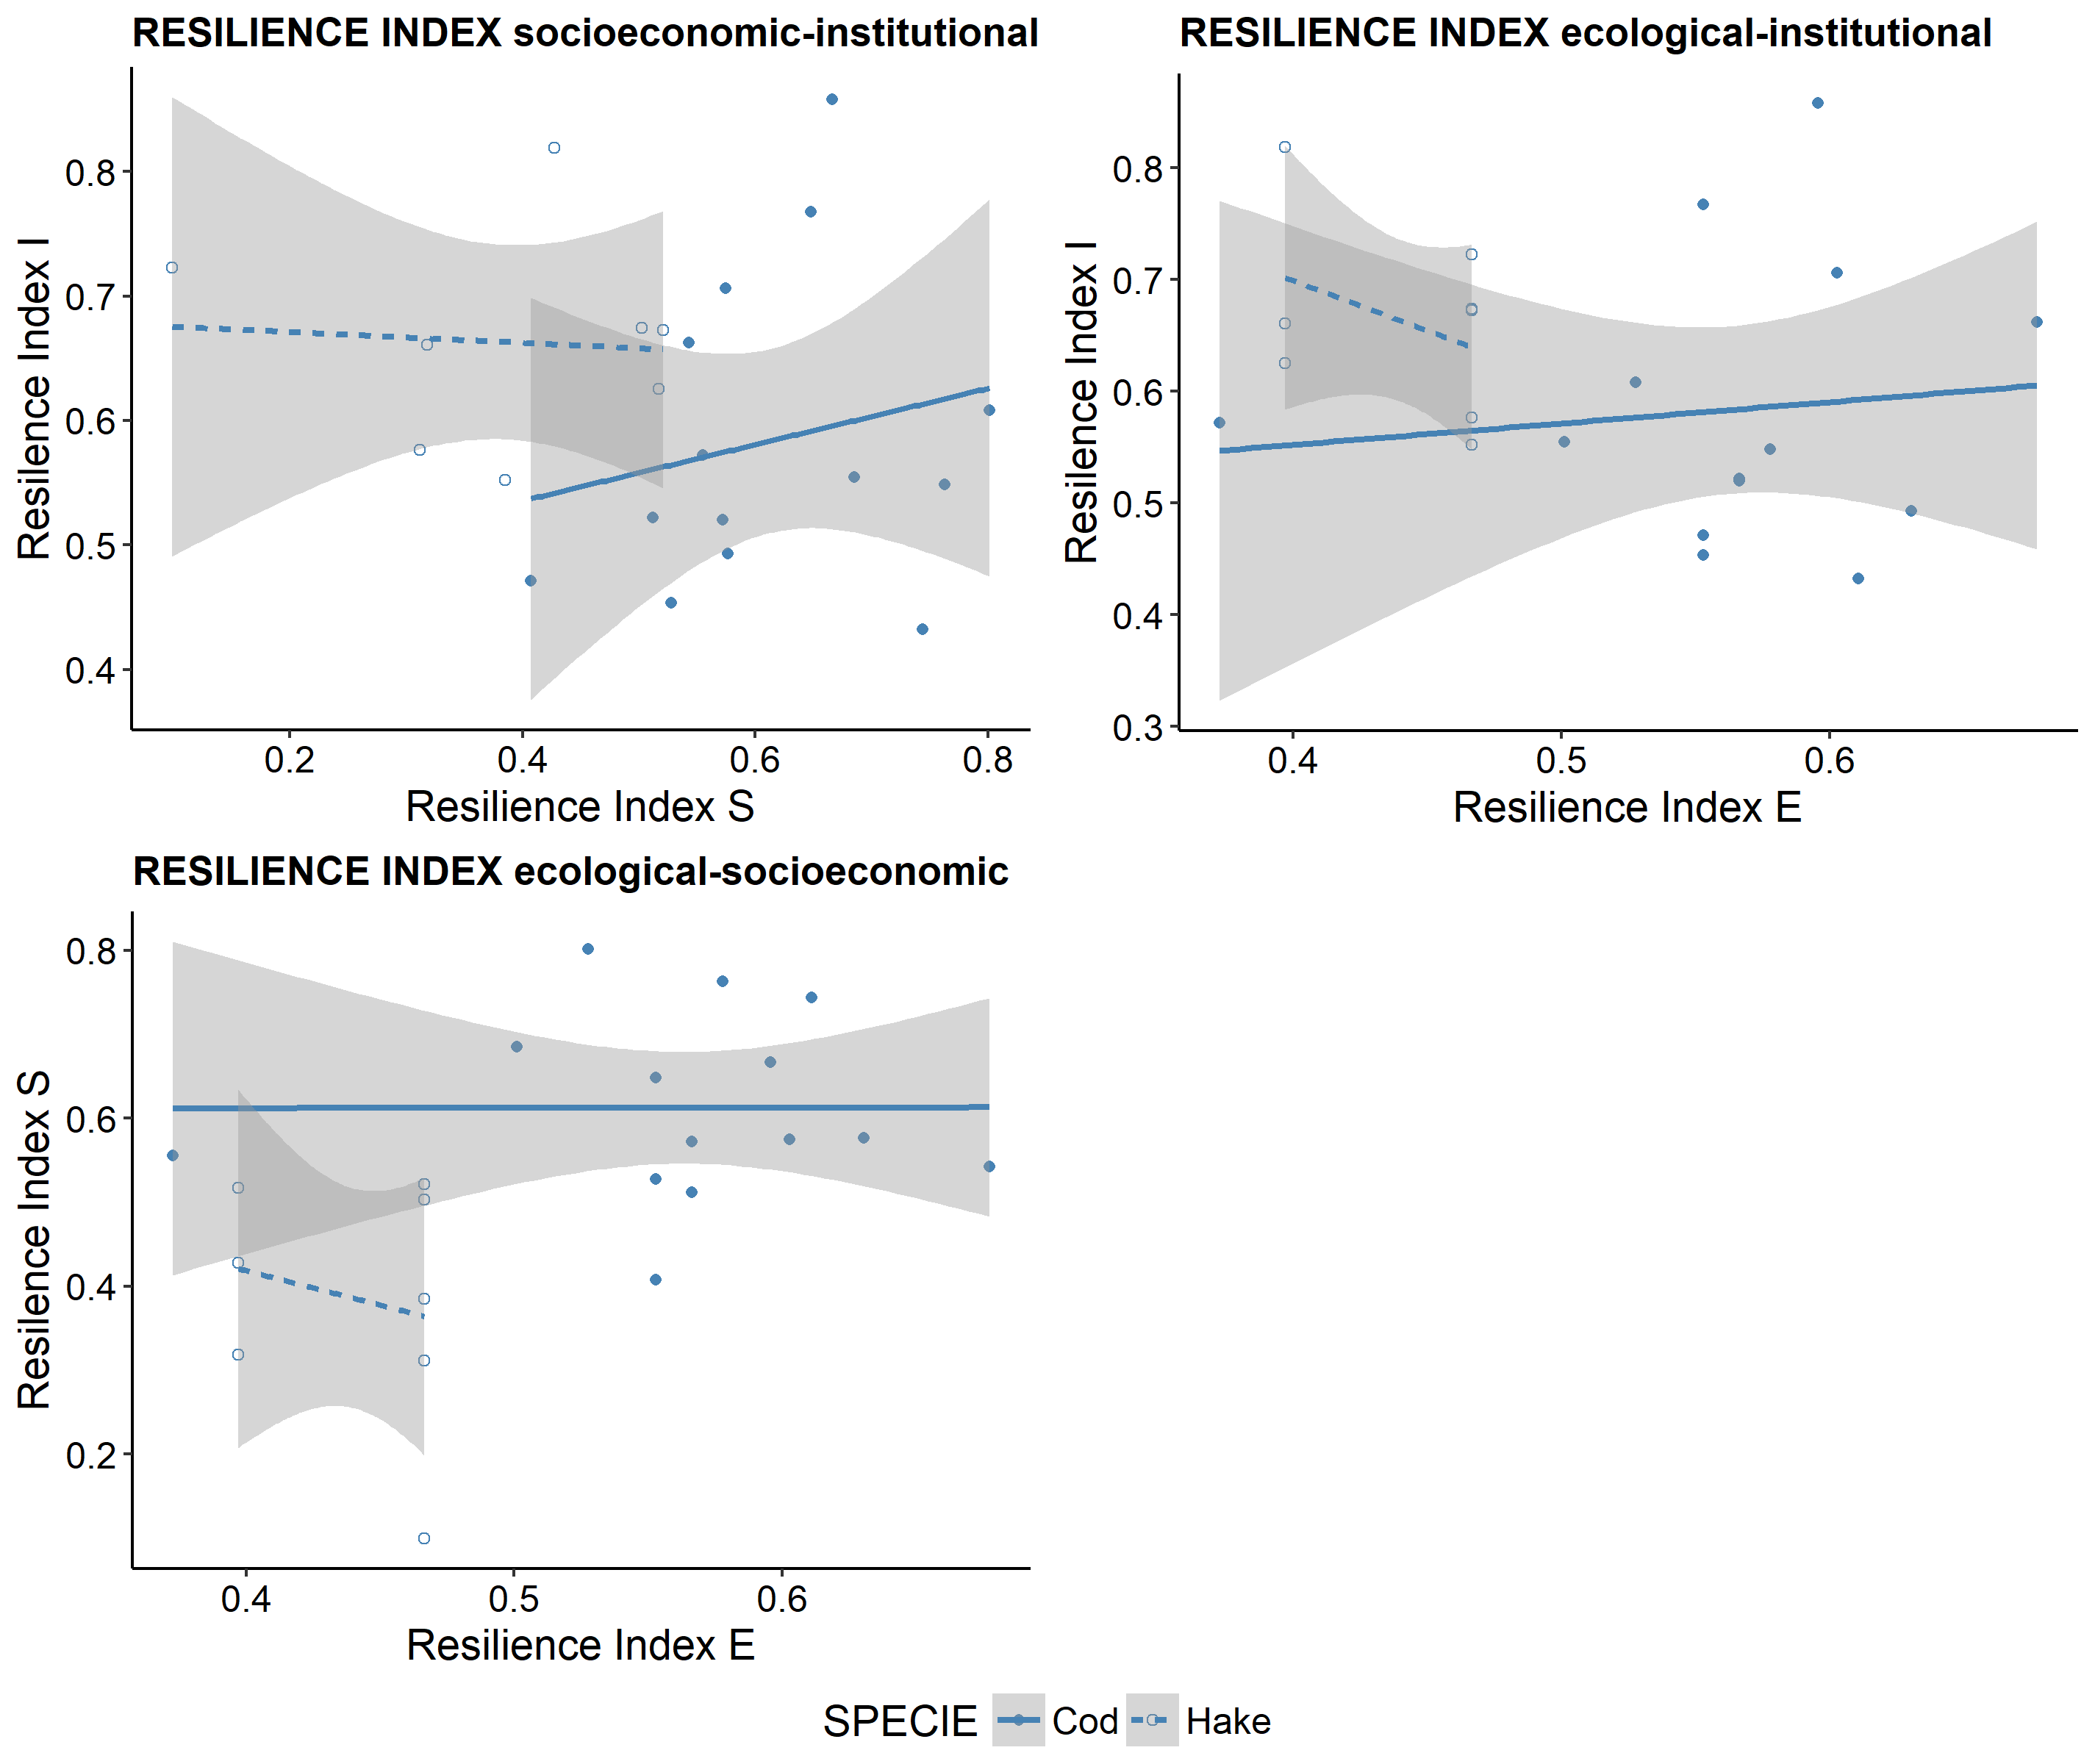 RESILIENCE INDEX socioeconomic-institutional
Resilence Index I
0.8
0.7
0.6
0.5
0.4
0.2 0.4 0.6 0.8
Resilience Index S
RESILIENCE INDEX ecological-institutional
Resilence Index I
0.8
0.7
0.6
0.5
0.4
0.3
0.4 0.5 0.6
Resilience Index E
RESILIENCE INDEX ecological-socioeconomic
Resilence Index S
0.8
0.6
0.4
0.2
0.4 0.5 0.6
Resilience Index E
SPECIE Cod Hake